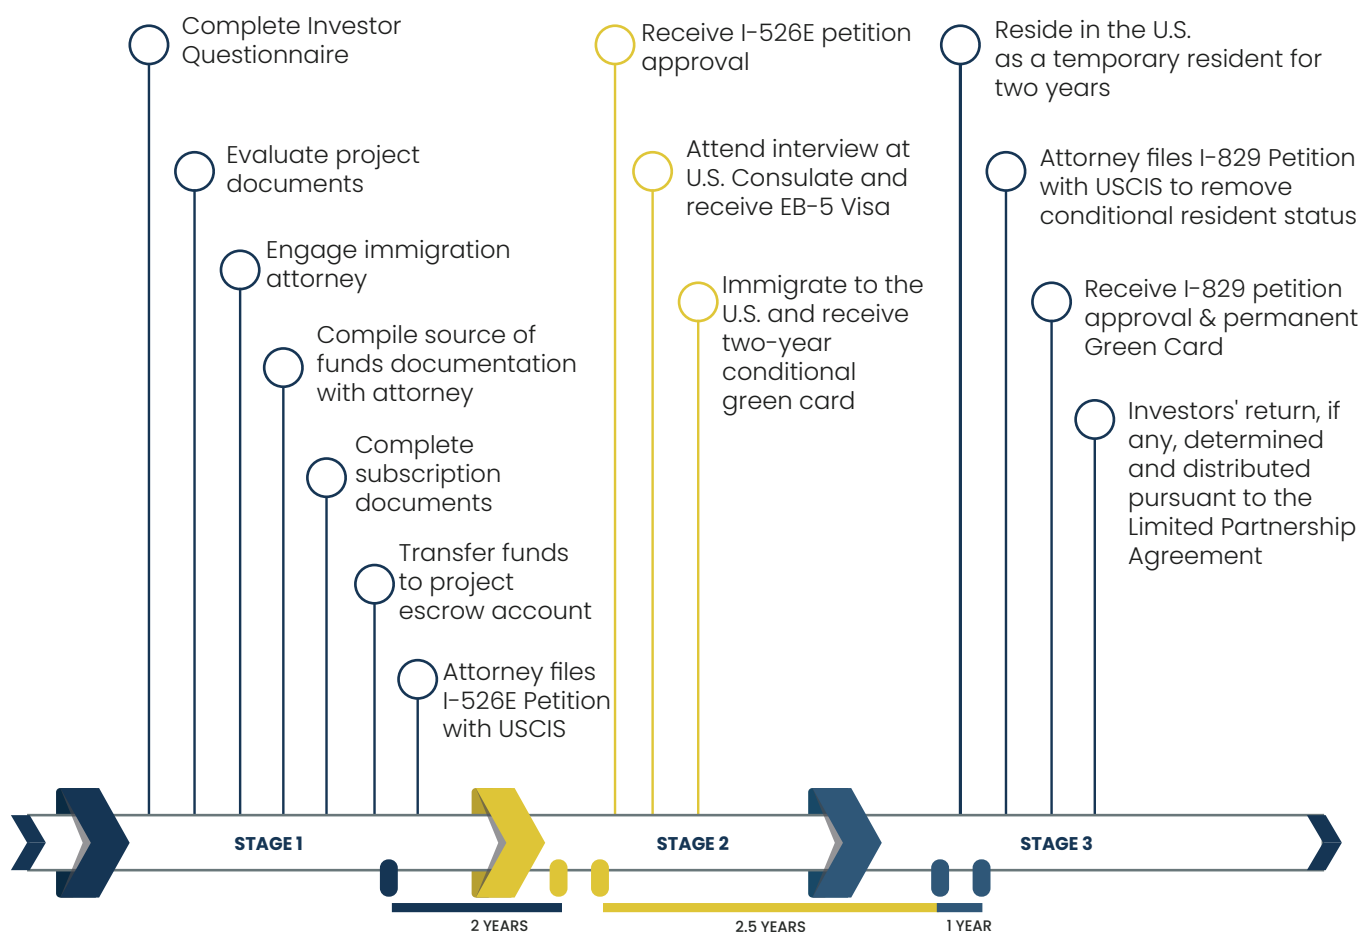 Complete Investor
Questionnaire
Evaluate project
documents
Engage immigration
attorney
Compile source of
funds documentation
with attorney
Complete
subscription
documents
Transfer funds
to project
escrow account
Attorney files
I-526E Petition
with USCIS
Receive I-526E petition
approval
Attend interview at
U.S. Consulate and
receive EB-5 Visa
Immigrate to the
U.S. and receive
two-year
conditional
green card
Reside in the U.S.
as a temporary resident for
two years
Attorney files I-829 Petition
with USCIS to remove
conditional resident status
Receive I-829 petition
approval & permanent
Green Card
Investors' return, if
any, determined
and distributed
pursuant to the
Limited Partnership
Agreement
STAGE 1
STAGE 2
STAGE 3
2 YEARS
2.5 YEARS
1 YEAR